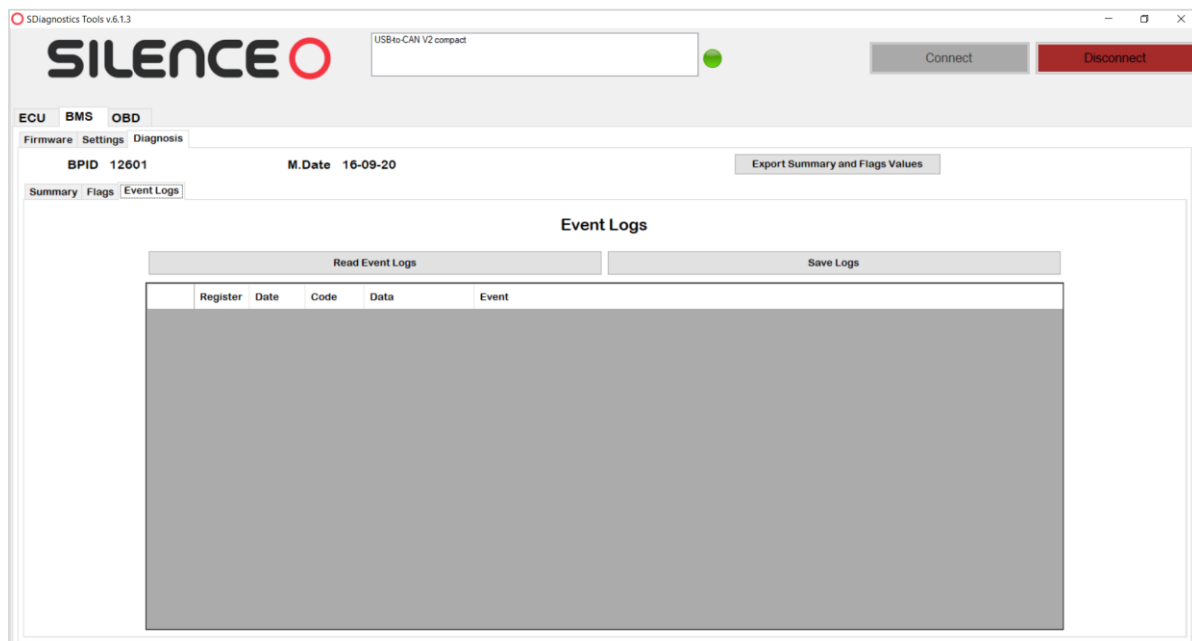 SDiagnostics Tools v.6.1.3
SILENCE
USB-to-CAN V2 compact
Connect
Disconnect
ECU BMS OBD
Firmware Settings Diagnosis
BPID 12601 M.Date 16-09-20 Export Summary and Flags Values
Summary Flags Event Logs
Event Logs
Read Event Logs Save Logs
Register Date Code Data Event